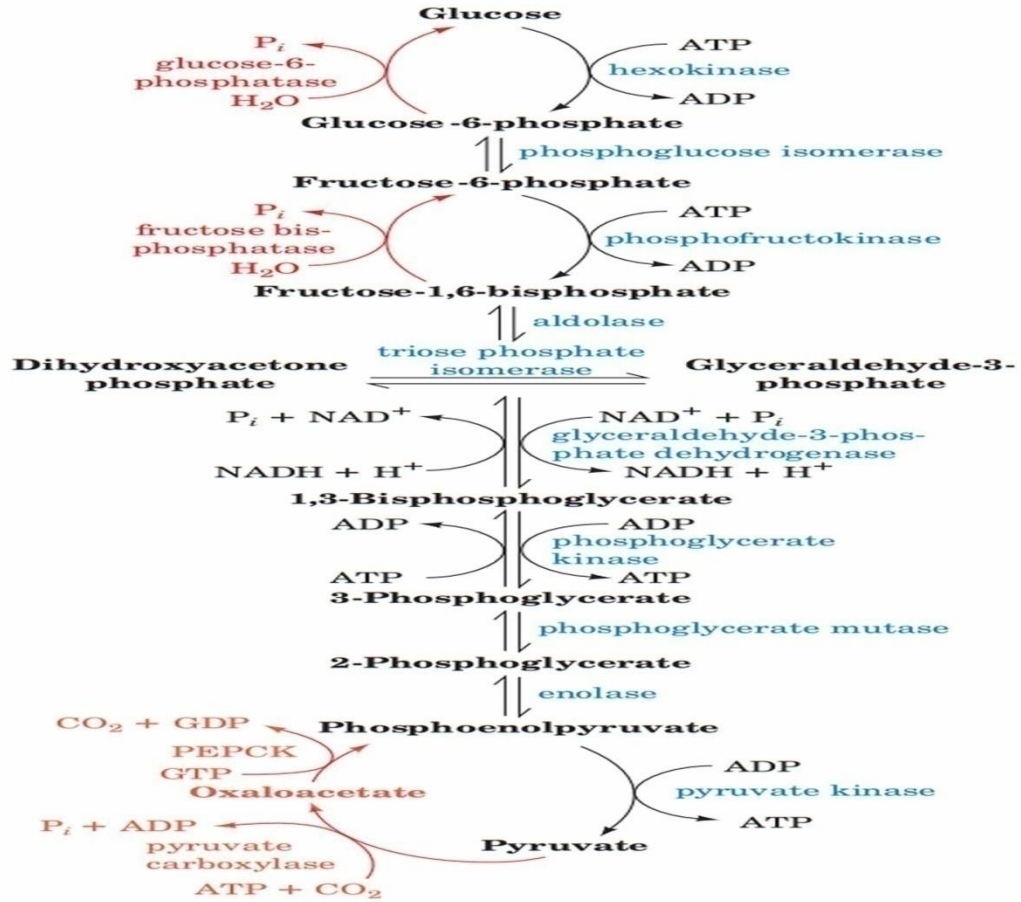 Glucose
Pi
ATP
glucose-6-
phosphatase
hexokinase
H2O
ADP
Glucose-6-phosphate
phosphoglucose isomerase
Fructose-6-phosphate
Pi
ATP
fructose bis-
phosphatase
phosphofructokinase
H2O
ADP
Fructose-1,6-bisphosphate
aldolase
Dihydroxyacetone
phosphate
triose phosphate
isomerase
Glyceraldehyde-3-
phosphate
Pi + NAD+
NAD+ + Pi
glyceraldehyde-3-phos-
phate dehydrogenase
NADH + H+
NADH + H+
1,3-Bisphosphoglycerate
ADP
ADP
phosphoglycerate
kinase
ATP
ATP
3-Phosphoglycerate
phosphoglycerate mutase
2-Phosphoglycerate
enolase
Phosphoenolpyruvate
CO2 + GDP
PEPCK
GTP
Oxaloacetate
ADP
pyruvate kinase
ATP
Pi + ADP
pyruvate
carboxylase
ATP + CO2
Pyruvate